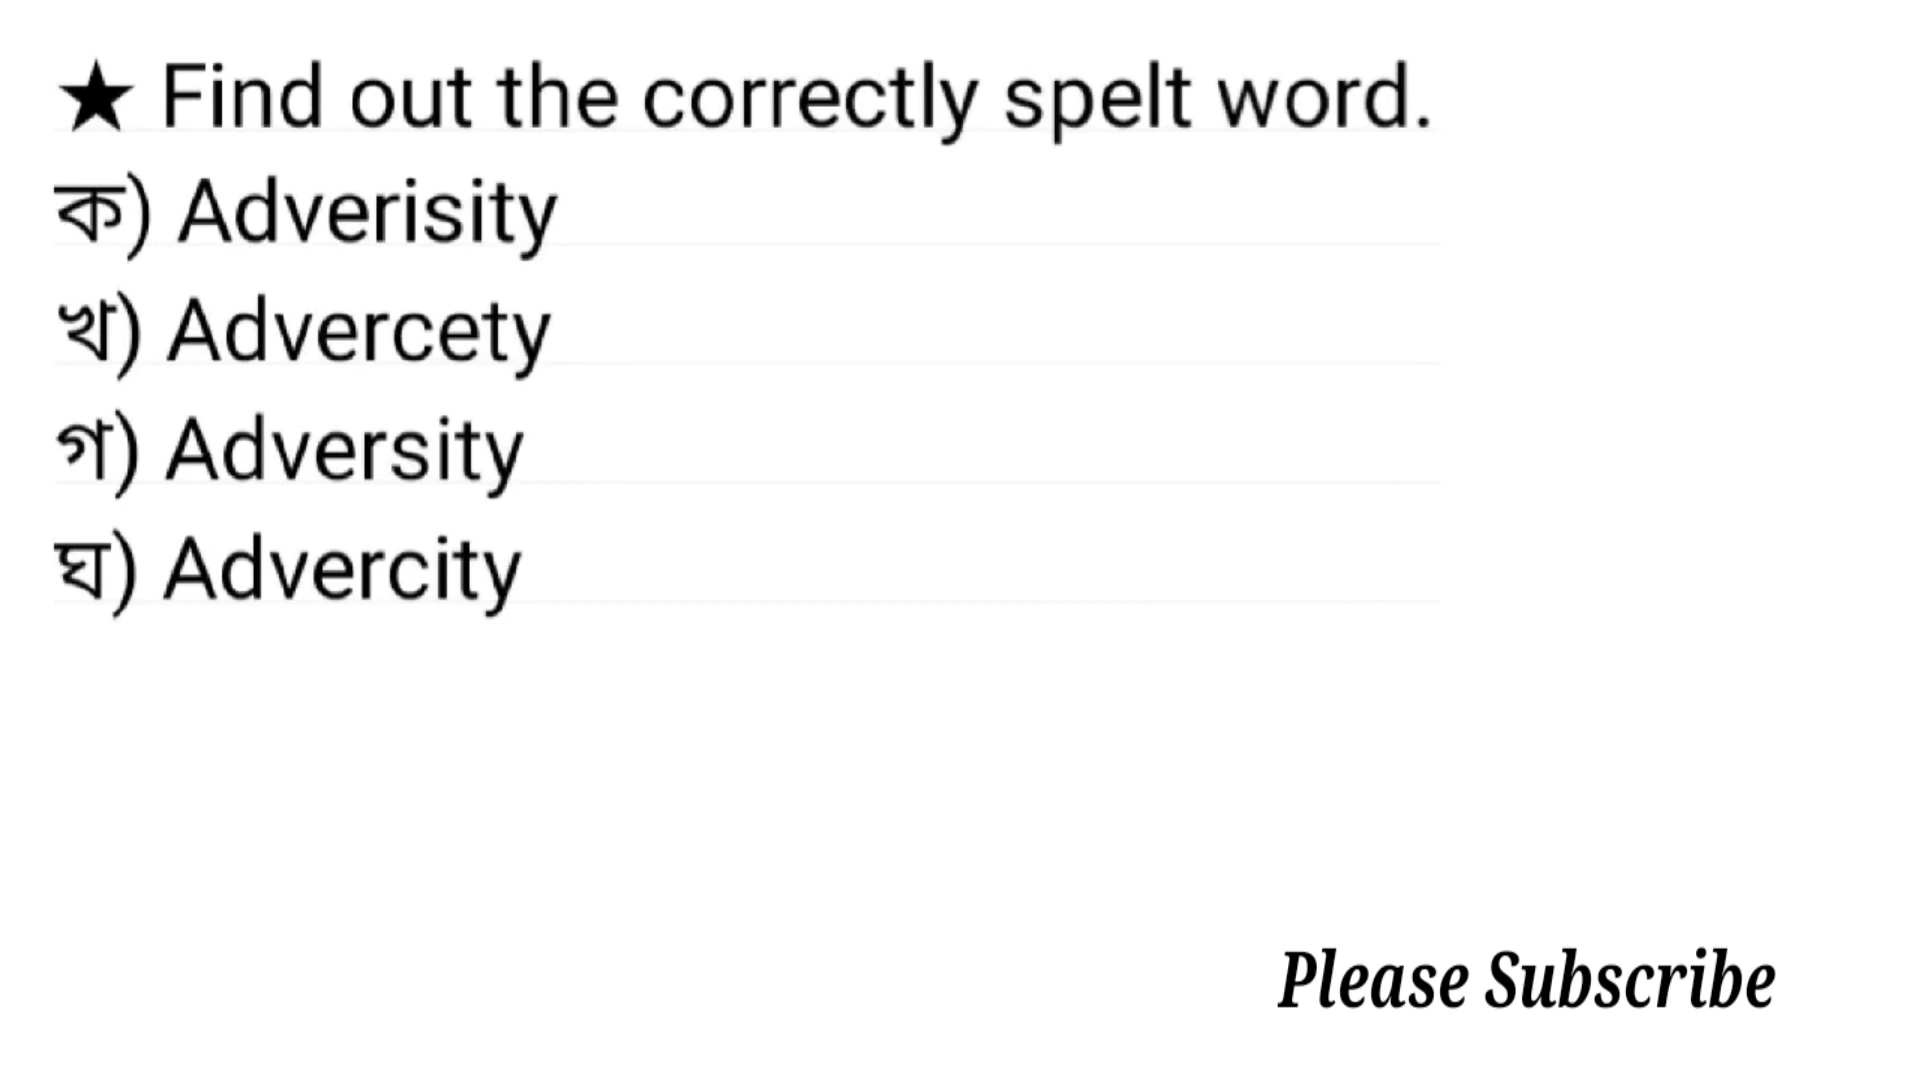 ★ Find out the correctly spelt word.
ক) Adverisity
খ) Advercety
গ) Adversity
ঘ) Advercity
Please Subscribe